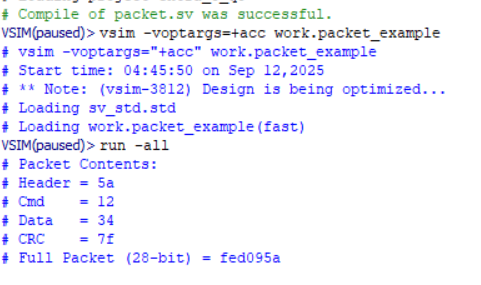 # Compile of packet.sv was successful.
VSIM(paused)> vsim -voptargs=+acc work.packet_example
# vsim -voptargs="+acc" work.packet_example
# Start time: 04:45:50 on Sep 12,2025
# ** Note: (vsim-3812) Design is being optimized...
# Loading sv_std.std
# Loading work.packet_example(fast)
VSIM(paused)> run -all
# Packet Contents:
# Header = 5a
# Cmd    = 12
# Data   = 34
# CRC    = 7f
# Full Packet (28-bit) = fed095a